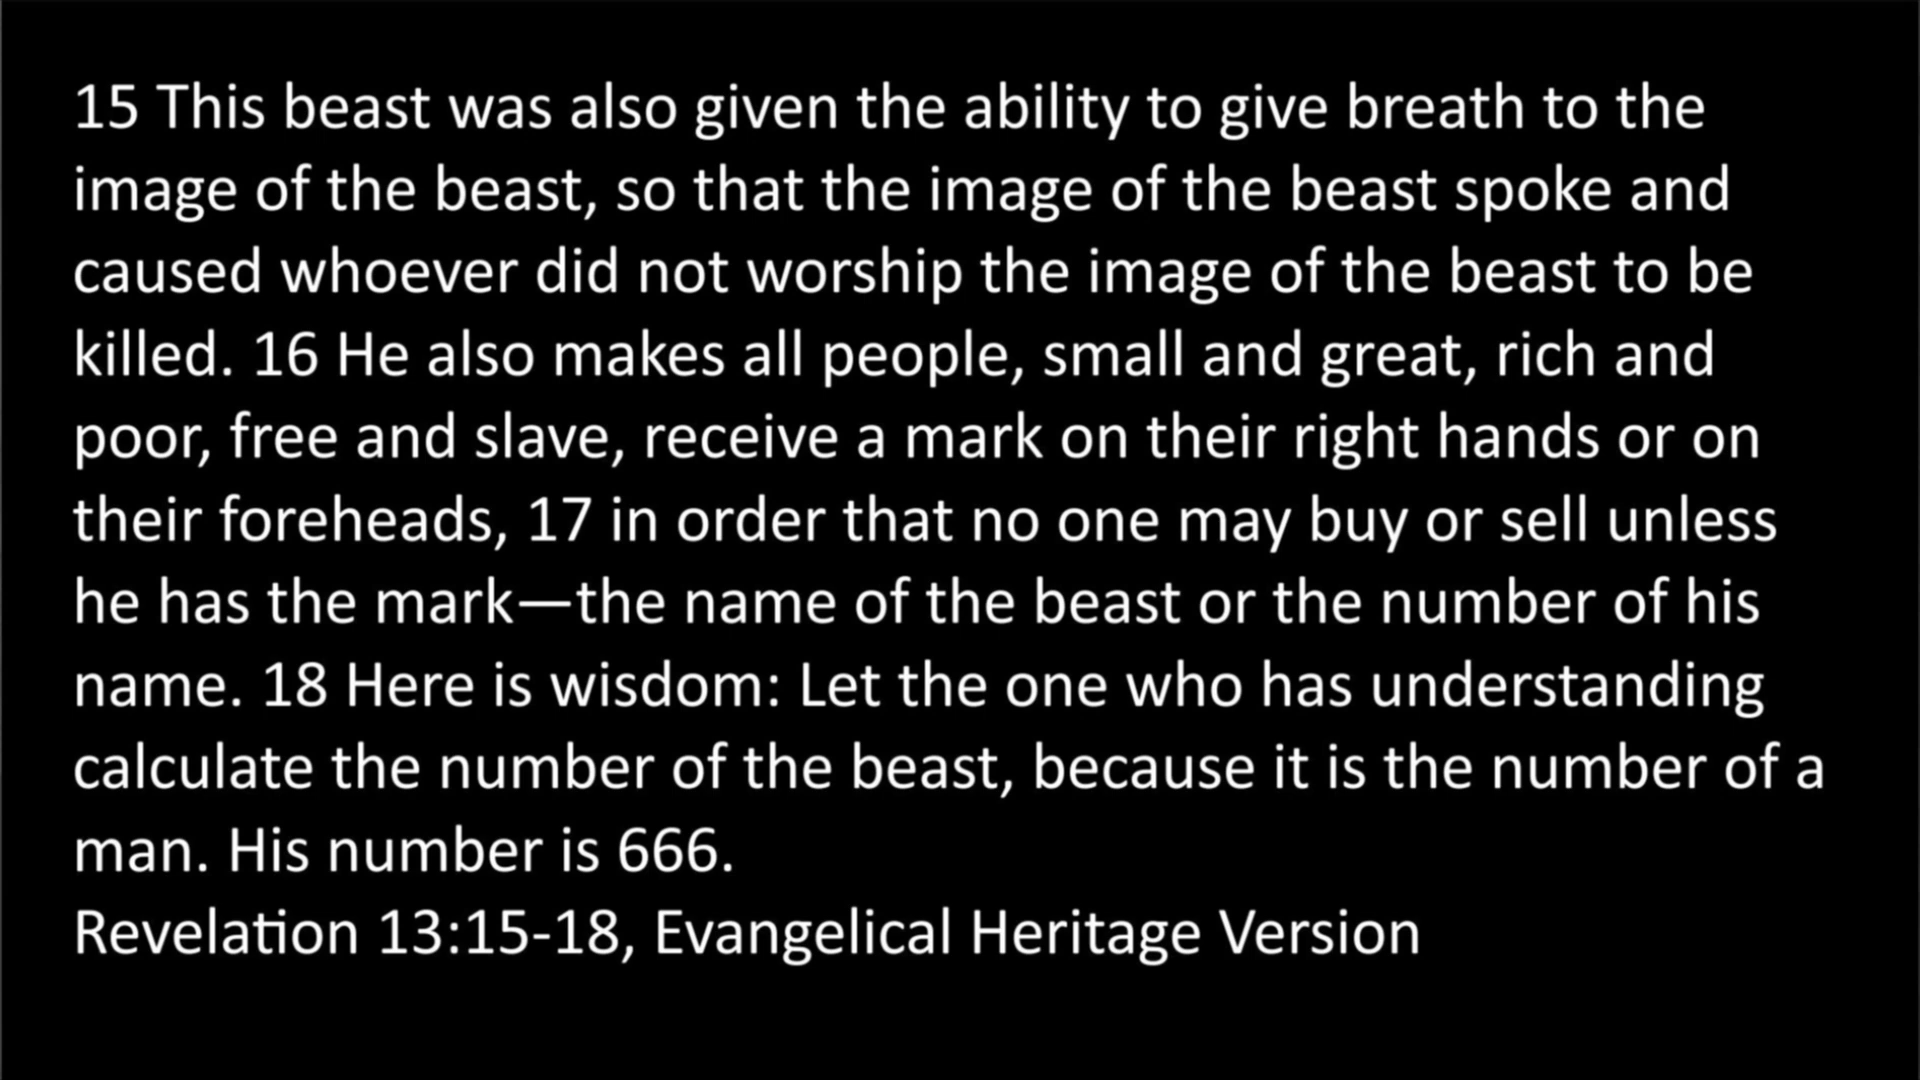 15 This beast was also given the ability to give breath to the
image of the beast, so that the image of the beast spoke and
caused whoever did not worship the image of the beast to be
killed. 16 He also makes all people, small and great, rich and
poor, free and slave, receive a mark on their right hands or on
their foreheads, 17 in order that no one may buy or sell unless
he has the mark—the name of the beast or the number of his
name. 18 Here is wisdom: Let the one who has understanding
calculate the number of the beast, because it is the number of a
man. His number is 666.
Revelation 13:15-18, Evangelical Heritage Version